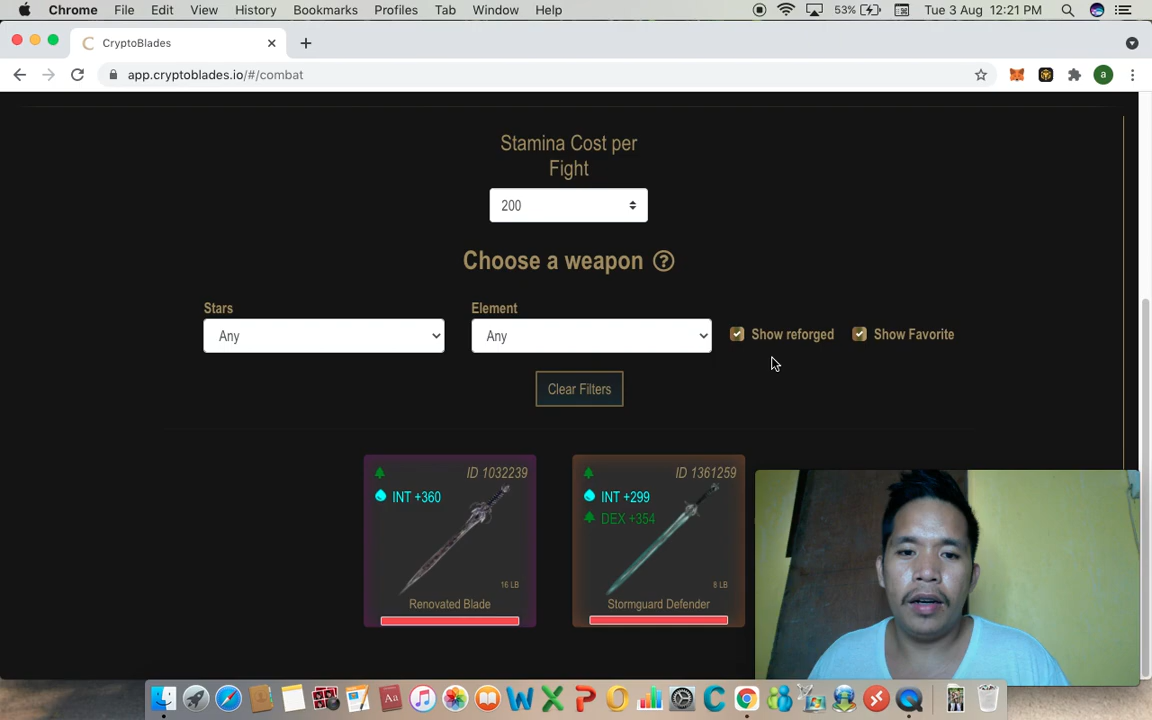 Chrome File Edit View History Bookmarks Profiles Tab Window Help 53% Tue 3 Aug 12:21 PM
CryptoBlades
app.cryptoblades.io/#/combat a
Stamina Cost per
Fight
200
Choose a weapon ?
Stars Element
Any Any Show reforged Show Favorite
Clear Filters
ID 1032239 ID 1361259
INT +360 INT +299
DEX +354
16 LB 8 LB
Renovated Blade Stormguard Defender